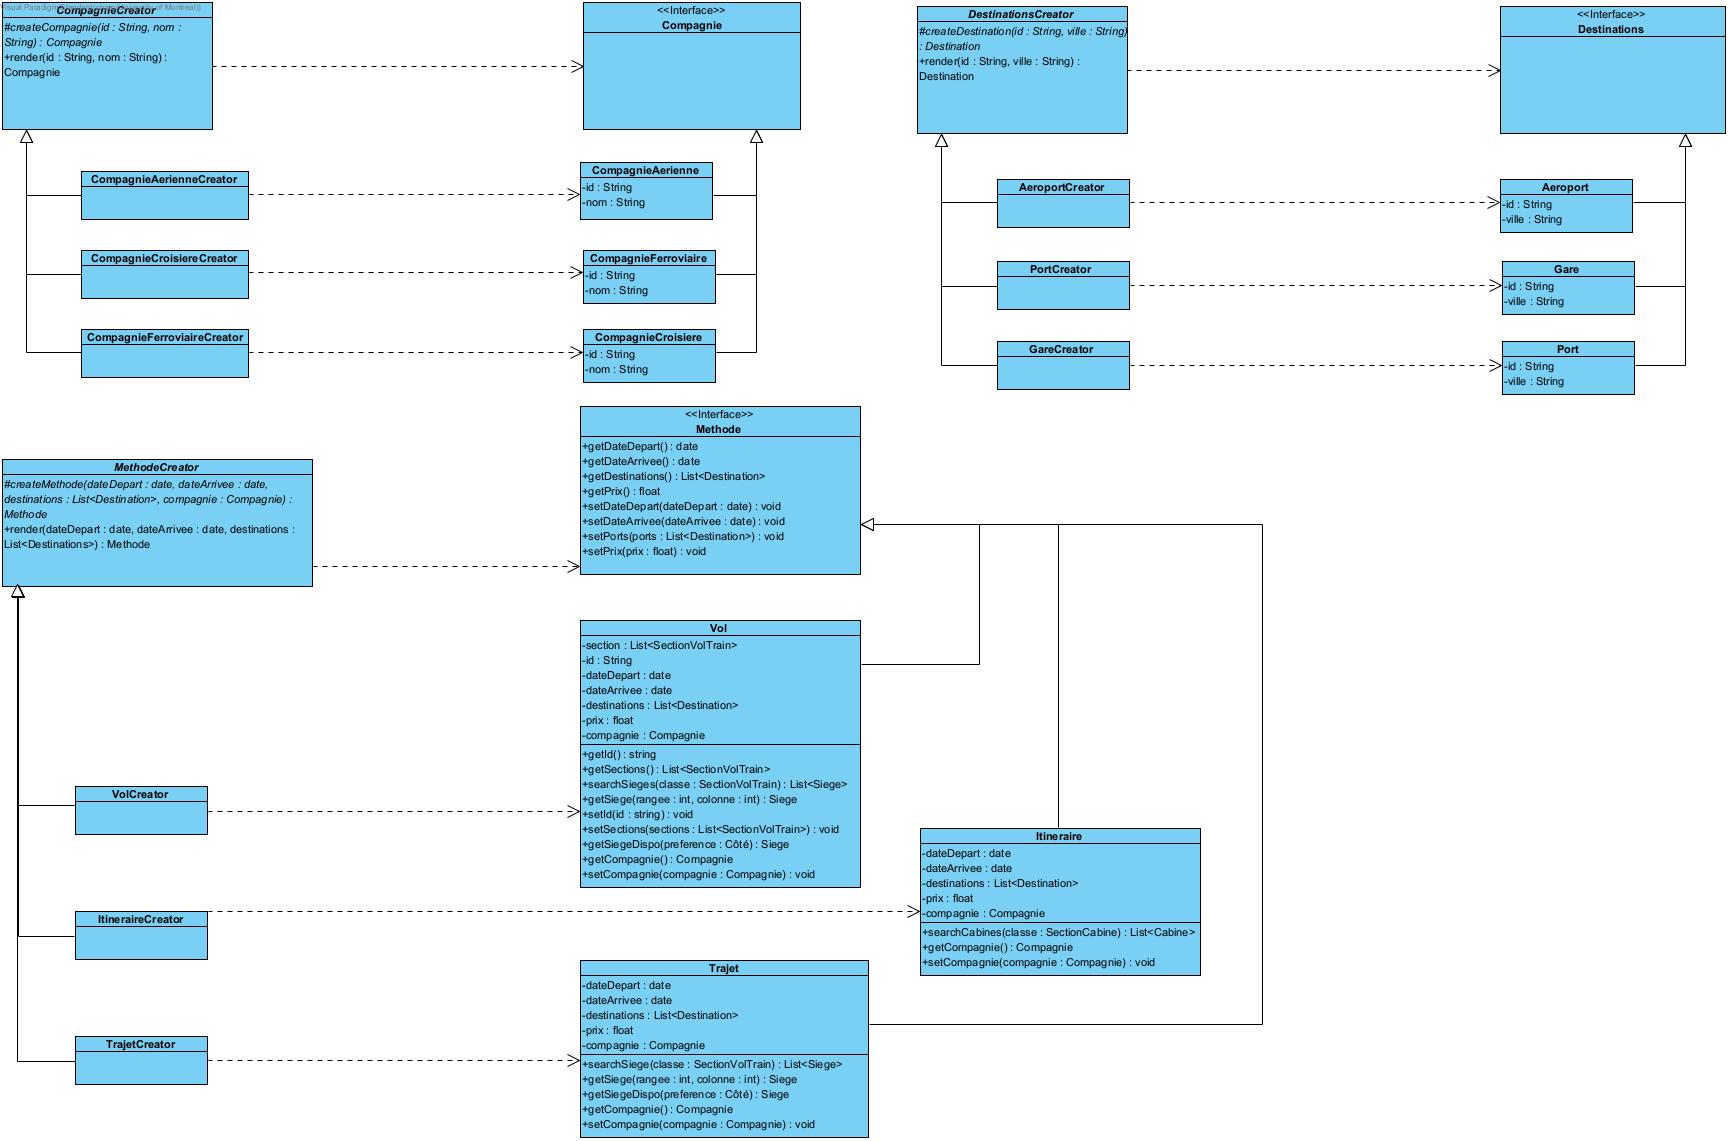 CompagnieCreator
#createCompagnie(id : String, nom :
String) : Compagnie
+render(id : String, nom : String) :
Compagnie
<<Interface>>
Compagnie
DestinationsCreator
#createDestination(id : String, ville : String)
: Destination
+render(id : String, ville : String) :
Destination
<<Interface>>
Destinations
CompagnieAerienneCreator
CompagnieAerienne
-id : String
-nom : String
AeroportCreator
Aeroport
-id : String
-ville : String
CompagnieCroisiereCreator
CompagnieFerroviaire
-id : String
-nom : String
PortCreator
Gare
-id : String
-ville : String
CompagnieFerroviaireCreator
CompagnieCroisiere
-id : String
-nom : String
GareCreator
Port
-id : String
-ville : String
<<Interface>>
Methode
+getDateDepart() : date
+getDateArrivee() : date
+getDestinations() : List<Destination>
+getPrix() : float
+setDateDepart(dateDepart : date) : void
+setDateArrivee(dateArrivee : date) : void
+setPorts(ports : List<Destination>) : void
+setPrix(prix : float) : void
MethodeCreator
#createMethode(dateDepart : date, dateArrivee : date,
destinations : List<Destination>, compagnie : Compagnie) :
Methode
+render(dateDepart : date, dateArrivee : date, destinations :
List<Destinations>) : Methode
Vol
-section : List<SectionVolTrain>
-id : String
-dateDepart : date
-dateArrivee : date
-destinations : List<Destination>
-prix : float
-compagnie : Compagnie
+getId() : string
+getSections() : List<SectionVolTrain>
+searchSieges(classe : SectionVolTrain) : List<Siege>
+getSiege(rangee : int, colonne : int) : Siege
+setId(id : string) : void
+setSections(sections : List<SectionVolTrain>) : void
+getSiegeDispo(preference : Côté) : Siege
+getCompagnie() : Compagnie
+setCompagnie(compagnie : Compagnie) : void
VolCreator
Itineraire
-dateDepart : date
-dateArrivee : date
-destinations : List<Destination>
-prix : float
-compagnie : Compagnie
+searchCabines(classe : SectionCabine) : List<Cabine>
+getCompagnie() : Compagnie
+setCompagnie(compagnie : Compagnie) : void
ItineraireCreator
Trajet
-dateDepart : date
-dateArrivee : date
-destinations : List<Destination>
-prix : float
-compagnie : Compagnie
+searchSiege(classe : SectionVolTrain) : List<Siege>
+getSiege(rangee : int, colonne : int) : Siege
+getSiegeDispo(preference : Côté) : Siege
+getCompagnie() : Compagnie
+setCompagnie(compagnie : Compagnie) : void
TrajetCreator